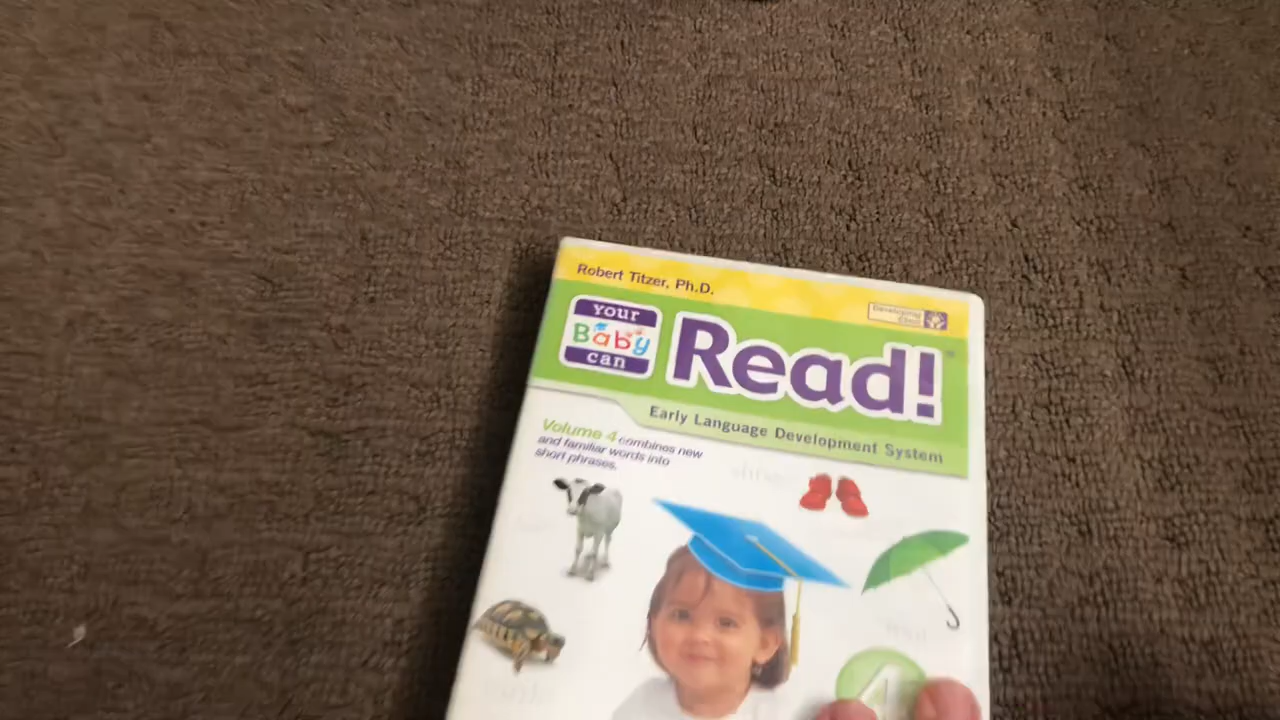 Robert Titzer, Ph.D.
your
Baby
can
Read!
Early Language Development System
Volume 4 combines new
and familiar words into
short phrases.
4